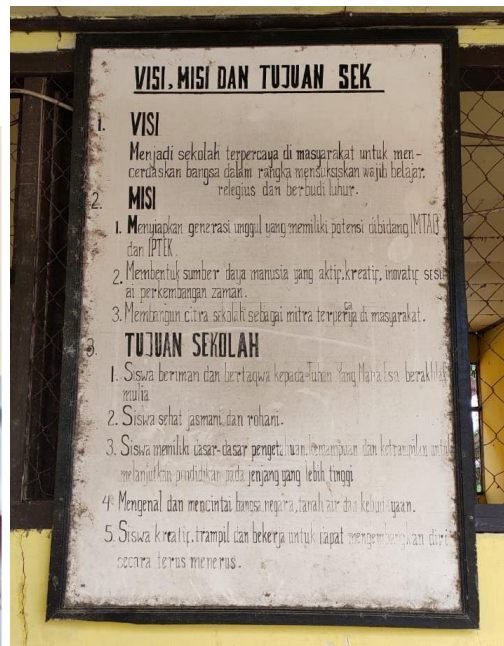 VISI, MISI DAN TUJUAN SEK
1. VISI
Menjadi sekolah terpercaya di masyarakat untuk men-
cerdaskan bangsa dalam rangka mensuksiskan wajib belajar.
relegius dan berbudi luhur.
2. MISI
1. Menyiapkan generasi unggul yang memiliki potensi dibidang IMTAQ
dan IPTEK.
2. Membentuk sumber daya manusia yang aktif, kreatif, inovatif sesu-
ai perkembangan zaman.
3. Membangun citra sekolah sebagai mitra terpercaya di masyarakat.
3. TUJUAN SEKOLAH
1. Siswa beriman dan bertaqwa kepada Tuhan Yang Maha Esa berakhlak
mulia
2. Siswa sehat jasmani dan rohani.
3. Siswa memiliki dasar-dasar pengetahuan, kemampuan dan ketrampilan untuk
melanjutkan pendidikan pada jenjang yang lebih tinggi
4. Mengenal dan mencintai bangsa, negara, tanah air dan kebudayaan.
5. Siswa kreatif, trampil dan bekerja untuk dapat mengembangkan diri
secara terus menerus.